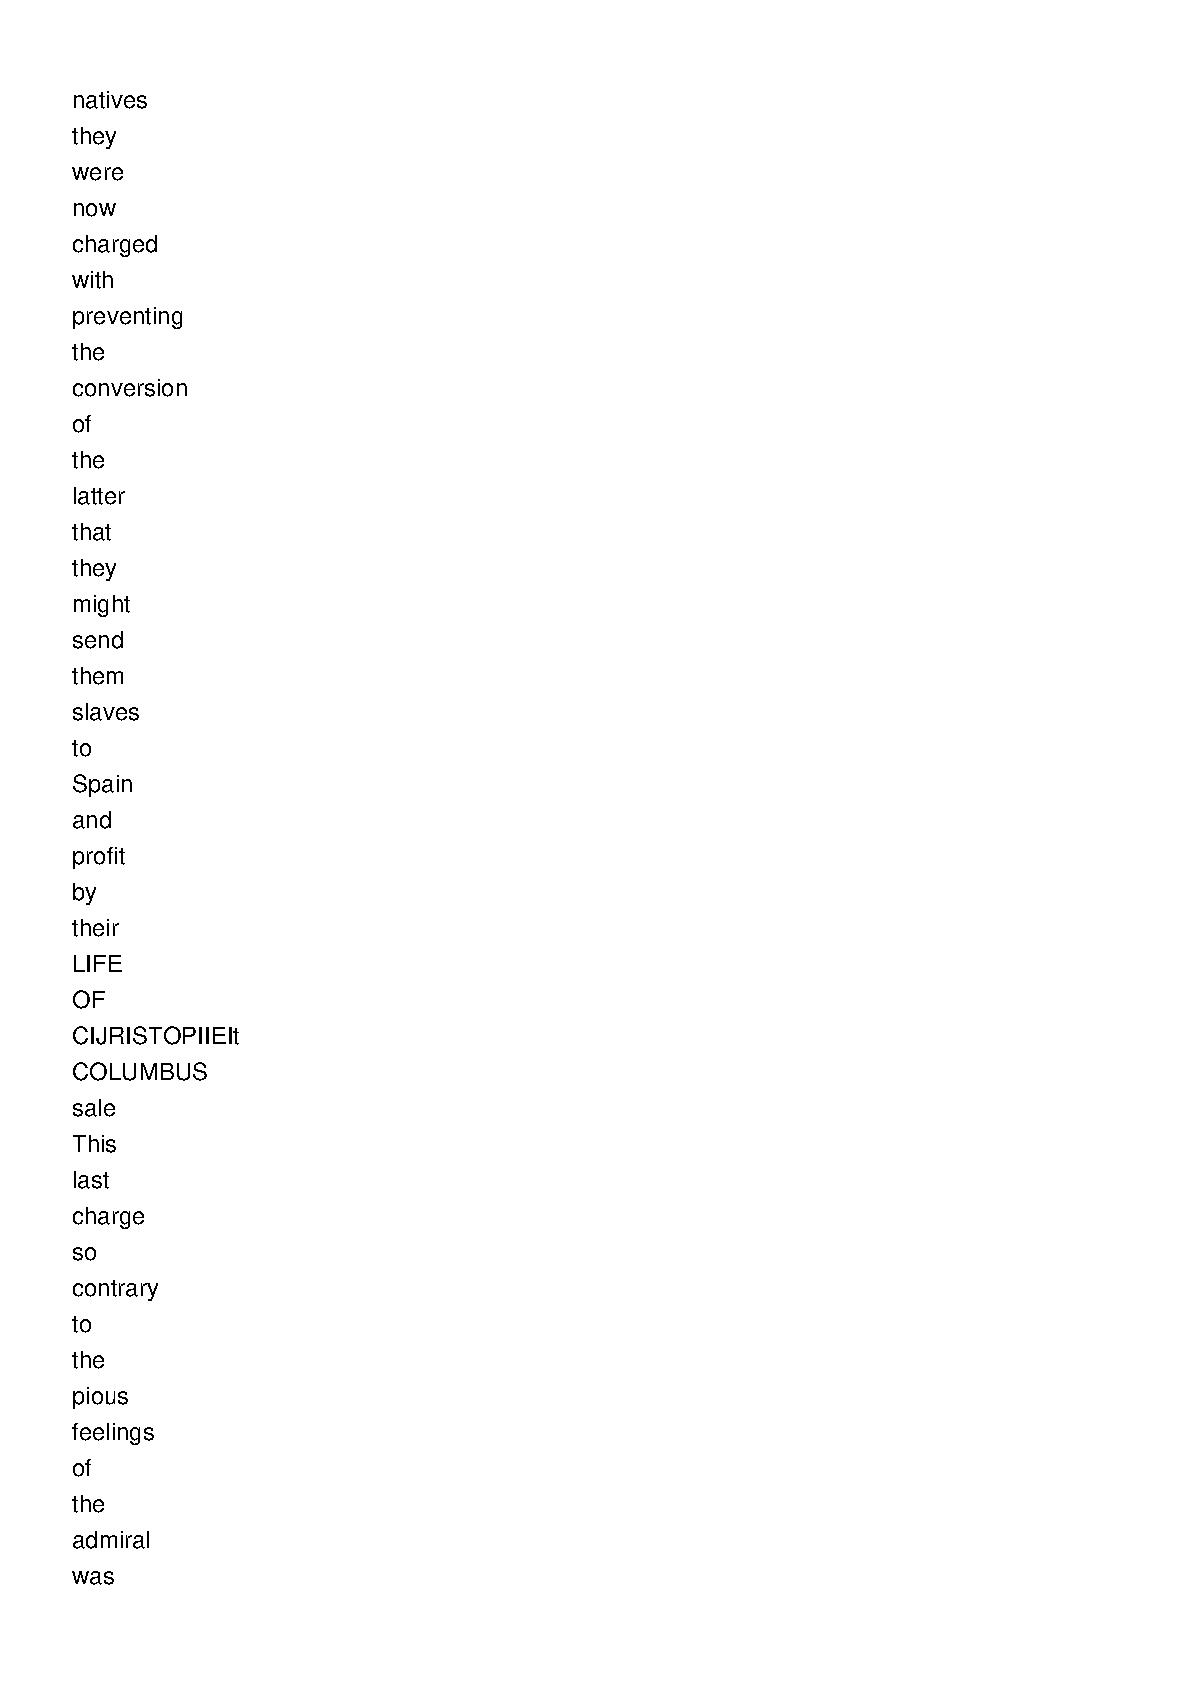 natives
they
were
now
charged
with
preventing
the
conversion
of
the
latter
that
they
might
send
them
slaves
to
Spain
and
profit
by
their
LIFE
OF
CIJRISTOPIIEIt
COLUMBUS
sale
This
last
charge
so
contrary
to
the
pious
feelings
of
the
admiral
was